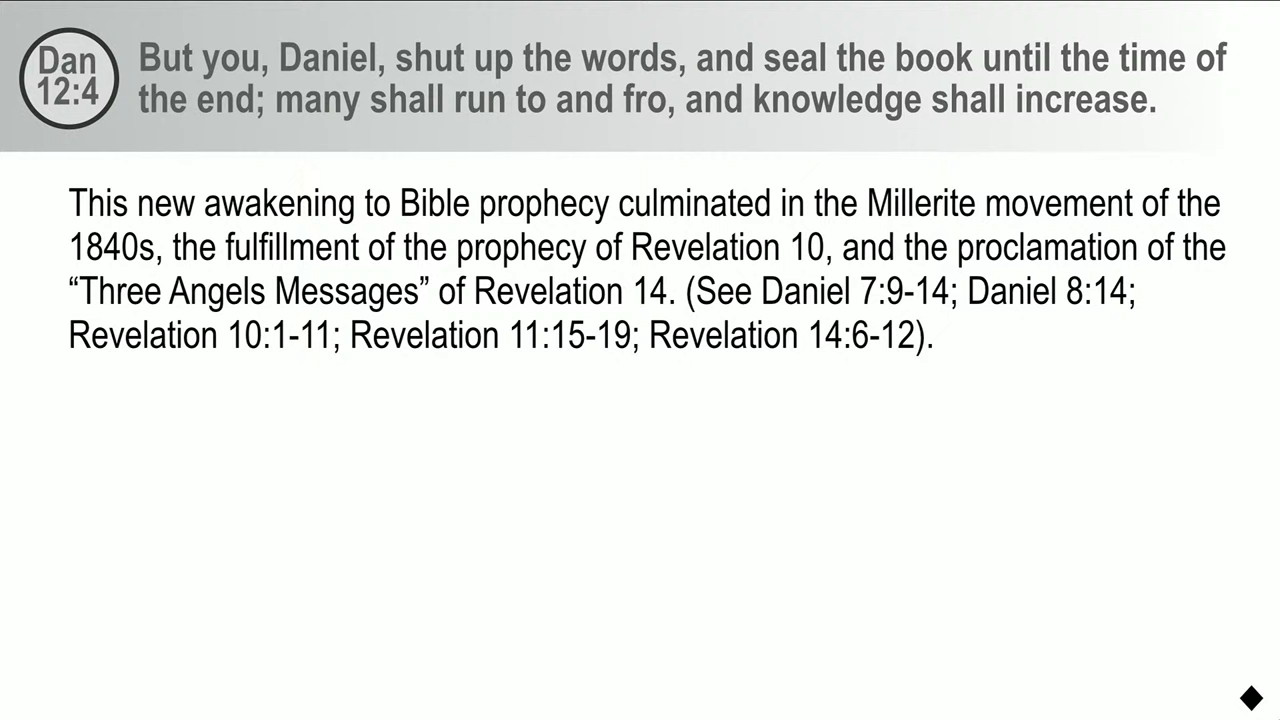 Dan
12:4
But you, Daniel, shut up the words, and seal the book until the time of
the end; many shall run to and fro, and knowledge shall increase.
This new awakening to Bible prophecy culminated in the Millerite movement of the
1840s, the fulfillment of the prophecy of Revelation 10, and the proclamation of the
“Three Angels Messages” of Revelation 14. (See Daniel 7:9-14; Daniel 8:14;
Revelation 10:1-11; Revelation 11:15-19; Revelation 14:6-12).